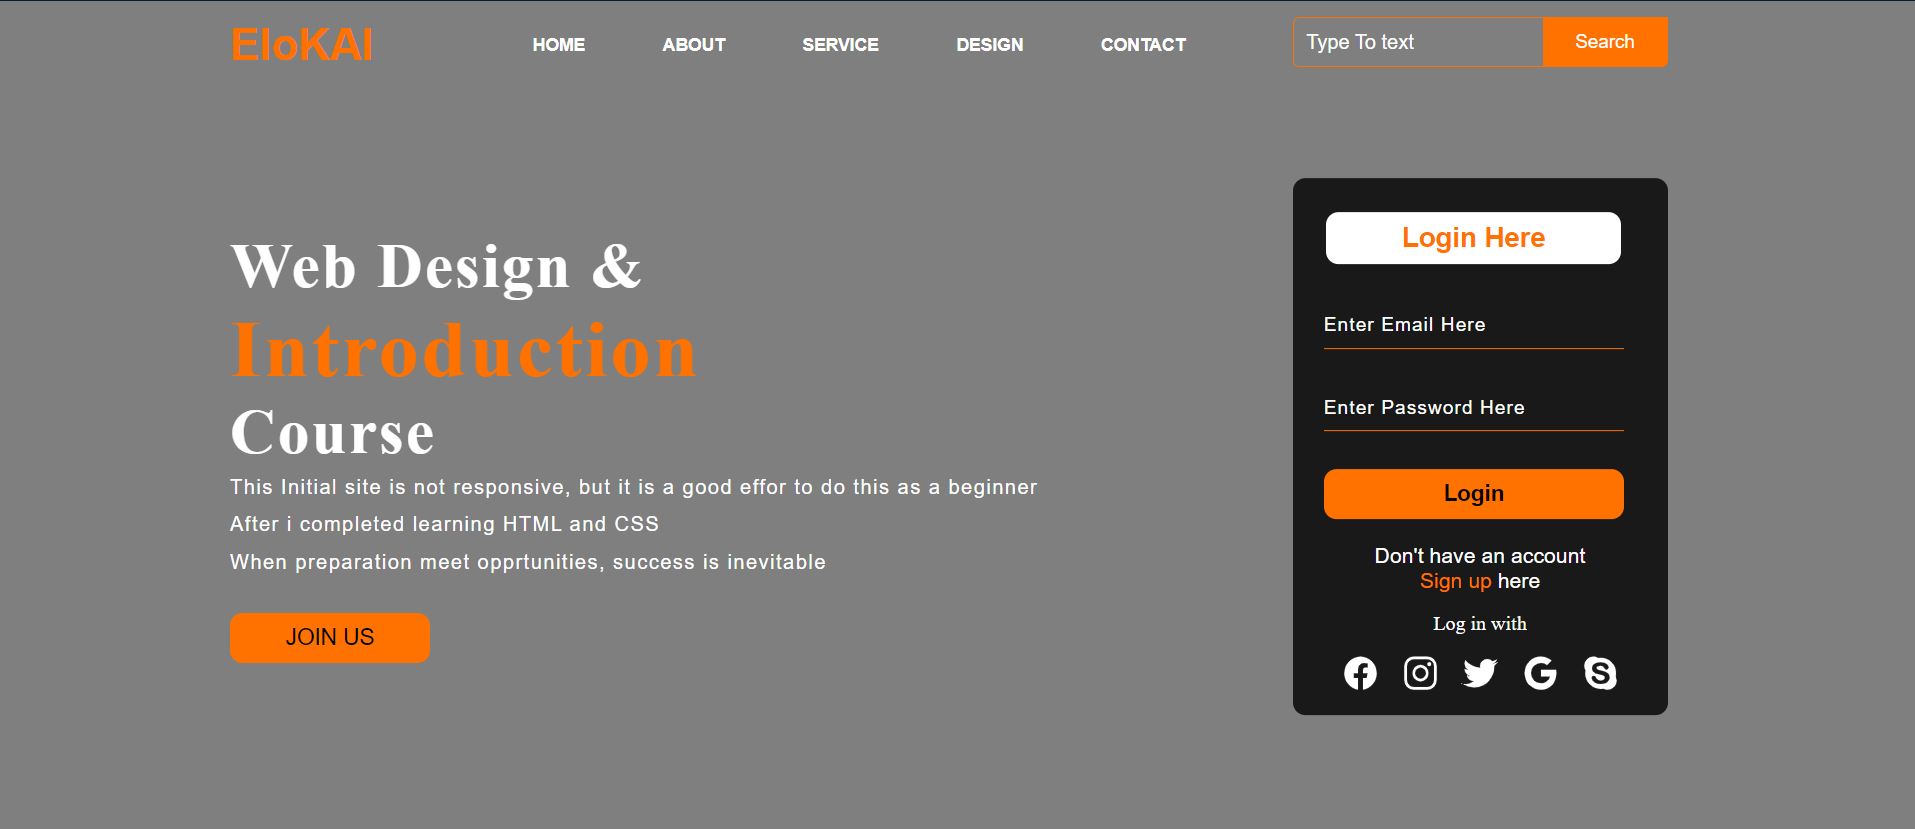 EloKAI
HOME ABOUT SERVICE DESIGN CONTACT
Type To text Search
Web Design &
Introduction
Course
This Initial site is not responsive, but it is a good effor to do this as a beginner
After i completed learning HTML and CSS
When preparation meet opprtunities, success is inevitable
JOIN US
Login Here
Enter Email Here
Enter Password Here
Login
Don't have an account
Sign up here
Log in with